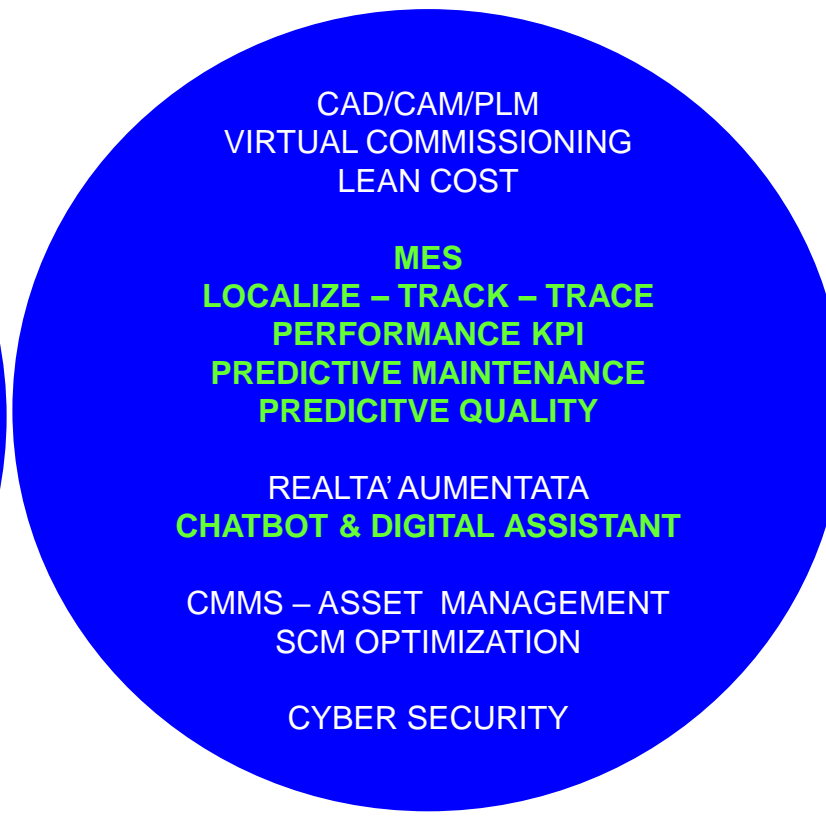 CAD/CAM/PLM
VIRTUAL COMMISSIONING
LEAN COST
MES
LOCALIZE – TRACK – TRACE
PERFORMANCE KPI
PREDICTIVE MAINTENANCE
PREDICITVE QUALITY
REALTA’ AUMENTATA
CHATBOT & DIGITAL ASSISTANT
CMMS – ASSET MANAGEMENT
SCM OPTIMIZATION
CYBER SECURITY